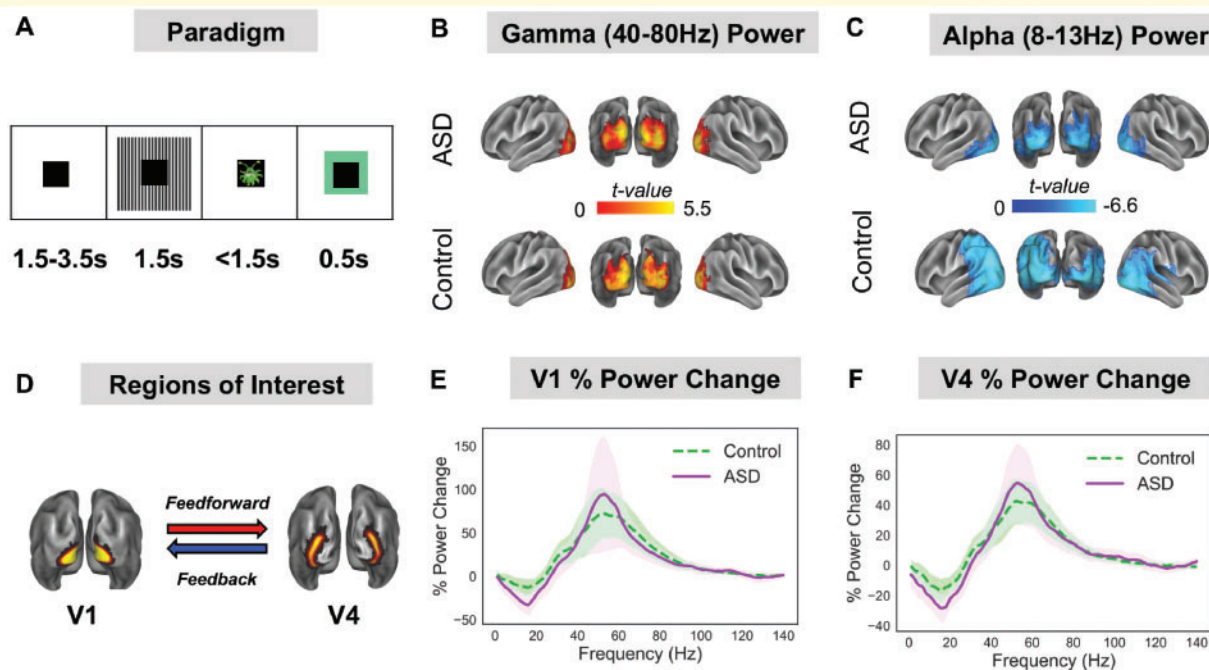 A
Paradigm
1.5-3.5s
1.5s
<1.5s
0.5s
B
Gamma (40-80Hz) Power
ASD
t-value
0
5.5
Control
C
Alpha (8-13Hz) Power
ASD
t-value
0
-6.6
Control
D
Regions of Interest
Feedforward
Feedback
V1
V4
E
V1 % Power Change
% Power Change
150
100
50
0
−50
Control
ASD
0 20 40 60 80 100 120 140
Frequency (Hz)
F
V4 % Power Change
% Power Change
80
60
40
20
0
−20
−40
Control
ASD
0 20 40 60 80 100 120 140
Frequency (Hz)